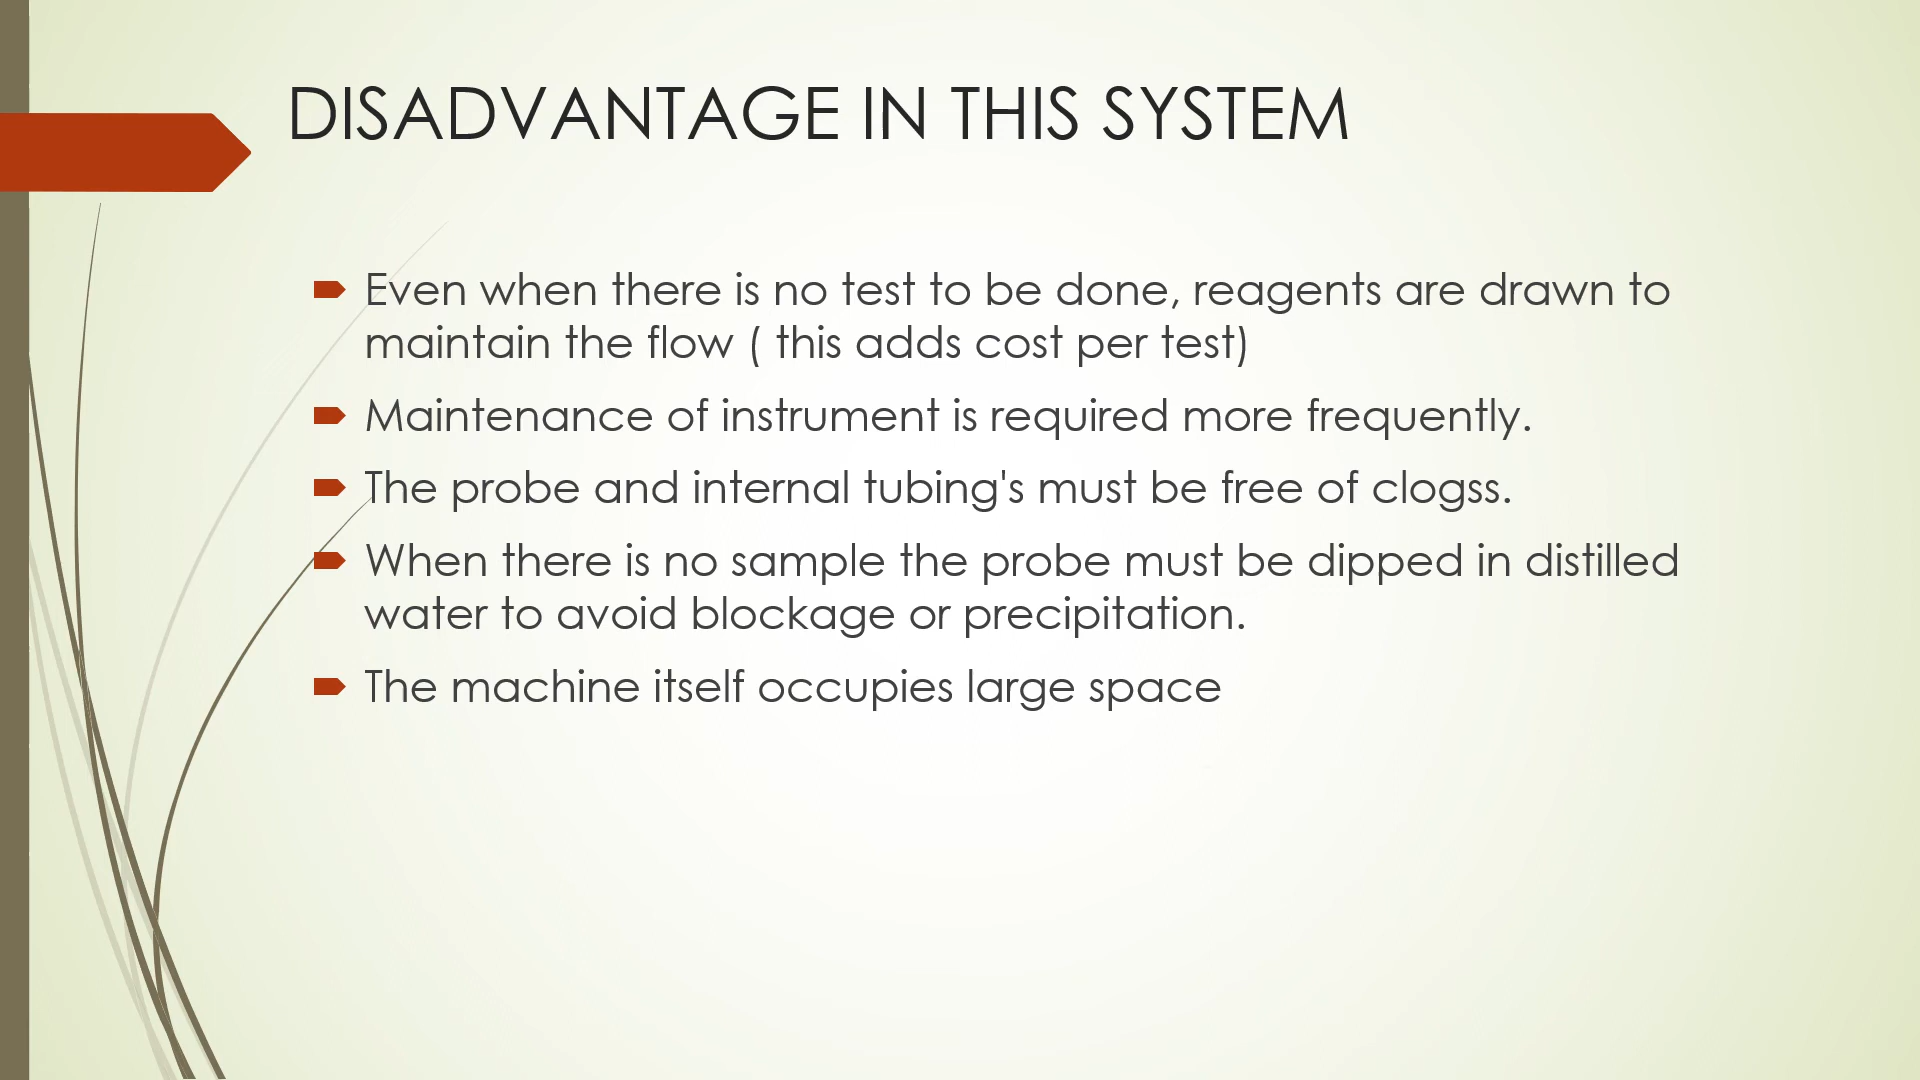 DISADVANTAGE IN THIS SYSTEM
Even when there is no test to be done, reagents are drawn to
maintain the flow ( this adds cost per test)
Maintenance of instrument is required more frequently.
The probe and internal tubing's must be free of clogss.
When there is no sample the probe must be dipped in distilled
water to avoid blockage or precipitation.
The machine itself occupies large space